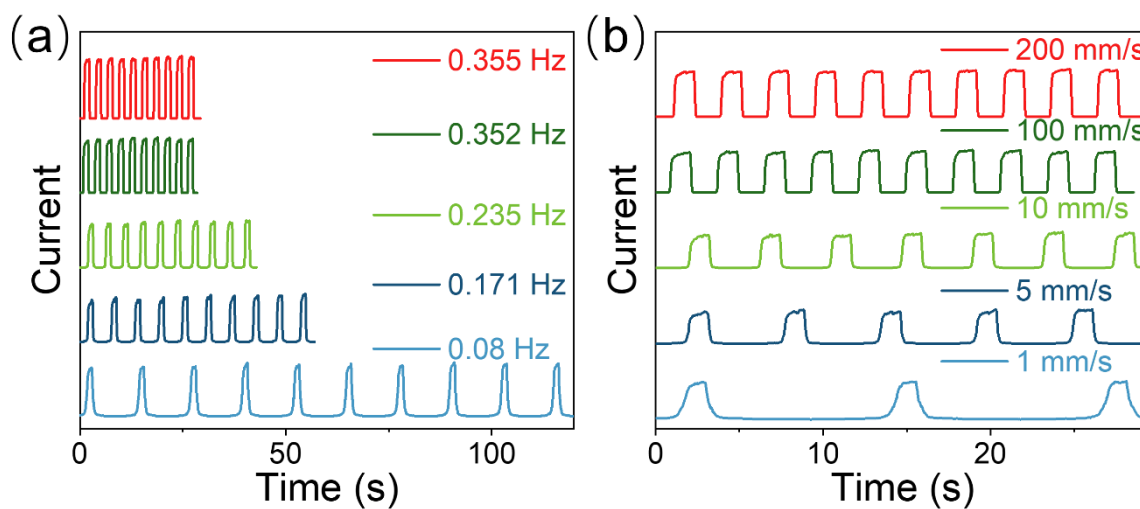 (a)
0.355 Hz
0.352 Hz
0.235 Hz
0.171 Hz
0.08 Hz
Current
0
50
100
Time (s)
(b)
200 mm/s
100 mm/s
10 mm/s
5 mm/s
1 mm/s
Current
0
10
20
Time (s)